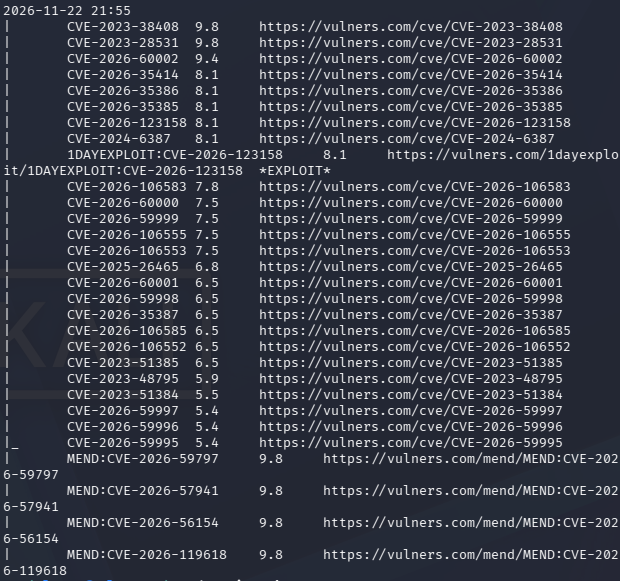 2026-11-22 21:55
|       CVE-2023-38408  9.8     https://vulners.com/cve/CVE-2023-38408
|       CVE-2023-28531  9.8     https://vulners.com/cve/CVE-2023-28531
|       CVE-2026-60002  9.4     https://vulners.com/cve/CVE-2026-60002
|       CVE-2026-35414  8.1     https://vulners.com/cve/CVE-2026-35414
|       CVE-2026-35386  8.1     https://vulners.com/cve/CVE-2026-35386
|       CVE-2026-35385  8.1     https://vulners.com/cve/CVE-2026-35385
|       CVE-2026-123158 8.1     https://vulners.com/cve/CVE-2026-123158
|       CVE-2024-6387   8.1     https://vulners.com/cve/CVE-2024-6387
|       1DAYEXPLOIT:CVE-2026-123158     8.1     https://vulners.com/1dayexplo
it/1DAYEXPLOIT:CVE-2026-123158  *EXPLOIT*
|       CVE-2026-106583 7.8     https://vulners.com/cve/CVE-2026-106583
|       CVE-2026-60000  7.5     https://vulners.com/cve/CVE-2026-60000
|       CVE-2026-59999  7.5     https://vulners.com/cve/CVE-2026-59999
|       CVE-2026-106555 7.5     https://vulners.com/cve/CVE-2026-106555
|       CVE-2026-106553 7.5     https://vulners.com/cve/CVE-2026-106553
|       CVE-2025-26465  6.8     https://vulners.com/cve/CVE-2025-26465
|       CVE-2026-60001  6.5     https://vulners.com/cve/CVE-2026-60001
|       CVE-2026-59998  6.5     https://vulners.com/cve/CVE-2026-59998
|       CVE-2026-35387  6.5     https://vulners.com/cve/CVE-2026-35387
|       CVE-2026-106585 6.5     https://vulners.com/cve/CVE-2026-106585
|       CVE-2026-106552 6.5     https://vulners.com/cve/CVE-2026-106552
|       CVE-2023-51385  6.5     https://vulners.com/cve/CVE-2023-51385
|       CVE-2023-48795  5.9     https://vulners.com/cve/CVE-2023-48795
|       CVE-2023-51384  5.5     https://vulners.com/cve/CVE-2023-51384
|       CVE-2026-59997  5.4     https://vulners.com/cve/CVE-2026-59997
|       CVE-2026-59996  5.4     https://vulners.com/cve/CVE-2026-59996
|_      CVE-2026-59995  5.4     https://vulners.com/cve/CVE-2026-59995
|       MEND:CVE-2026-59797     9.8     https://vulners.com/mend/MEND:CVE-202
6-59797
|       MEND:CVE-2026-57941     9.8     https://vulners.com/mend/MEND:CVE-202
6-57941
|       MEND:CVE-2026-56154     9.8     https://vulners.com/mend/MEND:CVE-202
6-56154
|       MEND:CVE-2026-119618    9.8     https://vulners.com/mend/MEND:CVE-202
6-119618